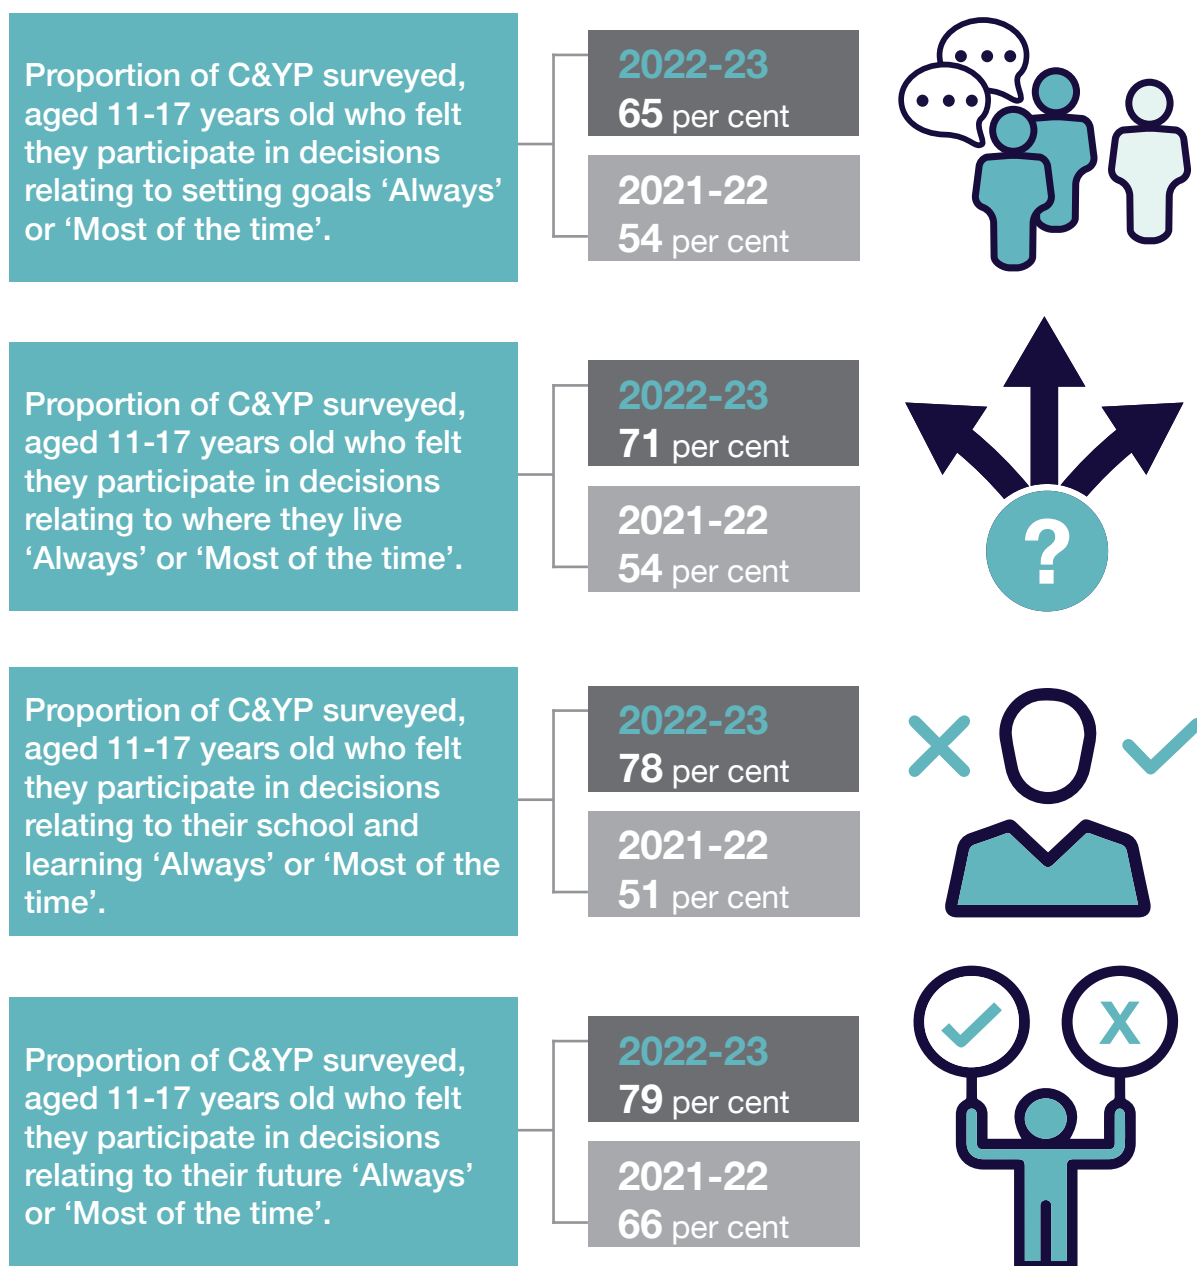 Proportion of C&YP surveyed,
aged 11-17 years old who felt
they participate in decisions
relating to setting goals ‘Always’
or ‘Most of the time’.
2022-23
65 per cent
2021-22
54 per cent
Proportion of C&YP surveyed,
aged 11-17 years old who felt
they participate in decisions
relating to where they live
‘Always’ or ‘Most of the time’.
2022-23
71 per cent
2021-22
54 per cent
?
Proportion of C&YP surveyed,
aged 11-17 years old who felt
they participate in decisions
relating to their school and
learning ‘Always’ or ‘Most of the
time’.
2022-23
78 per cent
2021-22
51 per cent
Proportion of C&YP surveyed,
aged 11-17 years old who felt
they participate in decisions
relating to their future ‘Always’
or ‘Most of the time’.
2022-23
79 per cent
2021-22
66 per cent
X